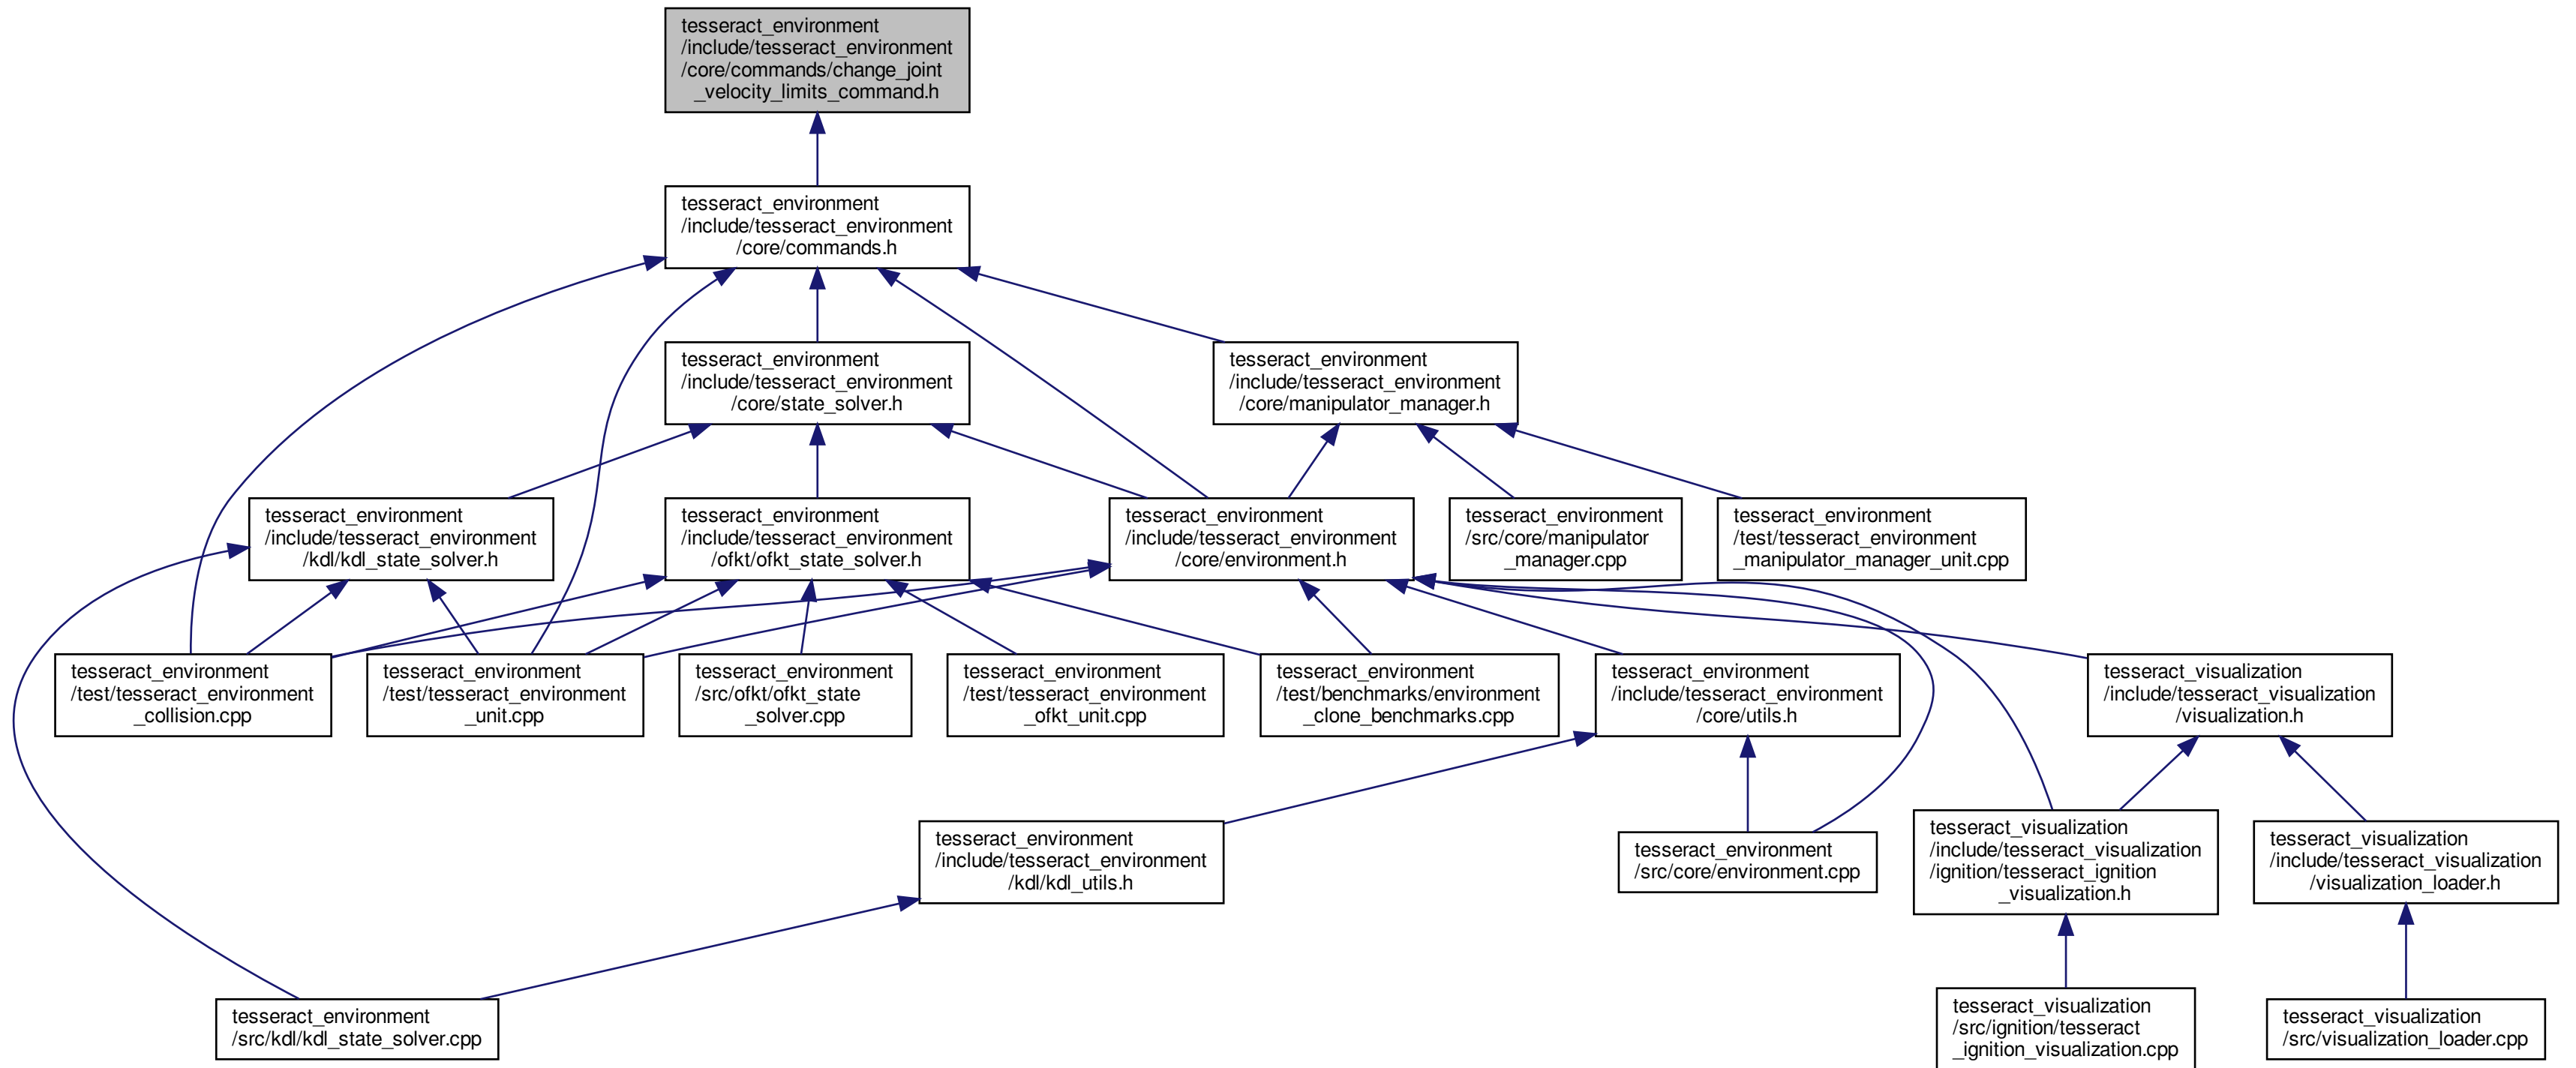 tesseract_environment
/include/tesseract_environment
/core/commands/change_joint
_velocity_limits_command.h
tesseract_environment
/include/tesseract_environment
/core/commands.h
tesseract_environment
/include/tesseract_environment
/core/state_solver.h
tesseract_environment
/include/tesseract_environment
/core/manipulator_manager.h
tesseract_environment
/include/tesseract_environment
/kdl/kdl_state_solver.h
tesseract_environment
/include/tesseract_environment
/ofkt/ofkt_state_solver.h
tesseract_environment
/include/tesseract_environment
/core/environment.h
tesseract_environment
/src/core/manipulator
_manager.cpp
tesseract_environment
/test/tesseract_environment
_manipulator_manager_unit.cpp
tesseract_environment
/test/tesseract_environment
_collision.cpp
tesseract_environment
/test/tesseract_environment
_unit.cpp
tesseract_environment
/src/ofkt/ofkt_state
_solver.cpp
tesseract_environment
/test/tesseract_environment
_ofkt_unit.cpp
tesseract_environment
/test/benchmarks/environment
_clone_benchmarks.cpp
tesseract_environment
/include/tesseract_environment
/core/utils.h
tesseract_visualization
/include/tesseract_visualization
/visualization.h
tesseract_environment
/include/tesseract_environment
/kdl/kdl_utils.h
tesseract_environment
/src/core/environment.cpp
tesseract_visualization
/include/tesseract_visualization
/ignition/tesseract_ignition
_visualization.h
tesseract_visualization
/include/tesseract_visualization
/visualization_loader.h
tesseract_environment
/src/kdl/kdl_state_solver.cpp
tesseract_visualization
/src/ignition/tesseract
_ignition_visualization.cpp
tesseract_visualization
/src/visualization_loader.cpp